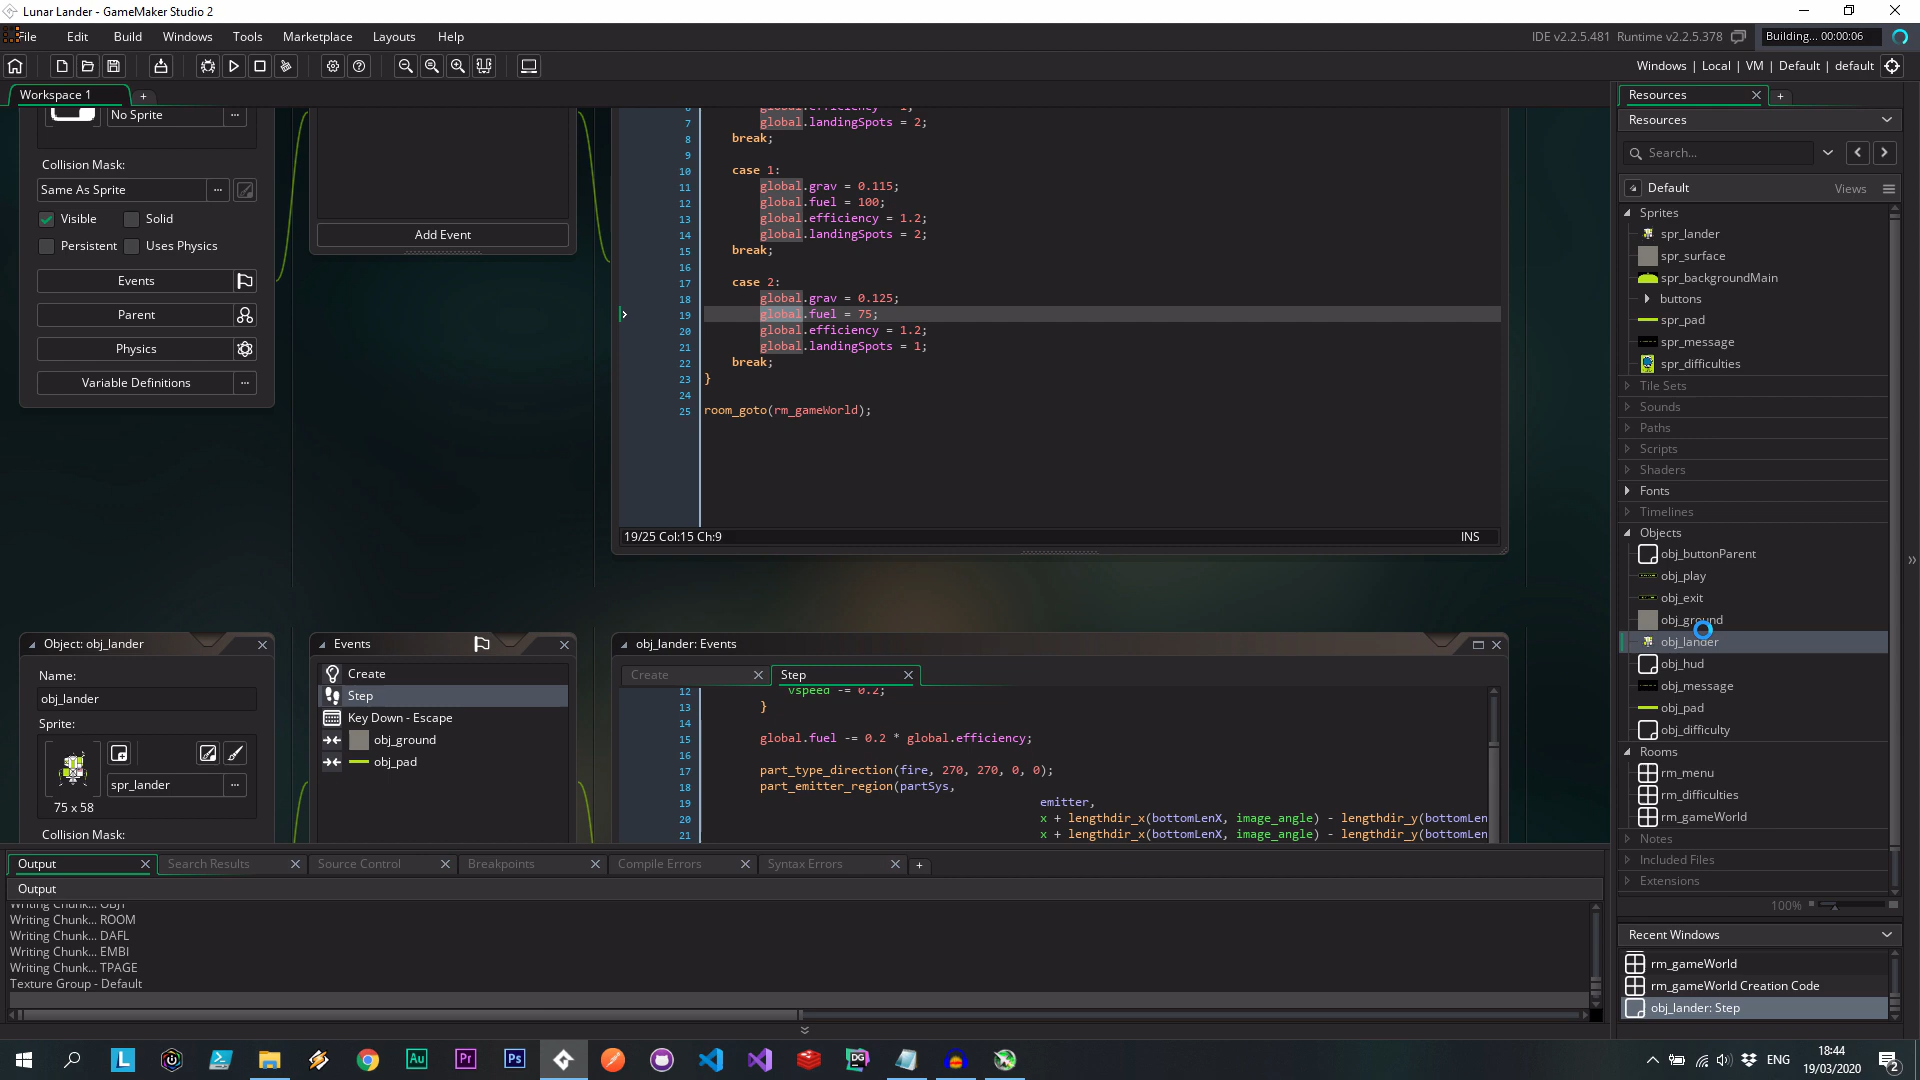 Lunar Lander - GameMaker Studio 2
File Edit Build Windows Tools Marketplace Layouts Help
IDE v2.2.5.481 Runtime v2.2.5.378
Building... 00:00:06
Windows | Local | VM | Default | default
Workspace 1
No Sprite ...
Collision Mask:
Same As Sprite ...
Visible Solid
Persistent Uses Physics
Events
Parent
Physics
Variable Definitions ...
Add Event
7 global.landingSpots = 2;
8 break;
9
10 case 1:
11 global.grav = 0.115;
12 global.fuel = 100;
13 global.efficiency = 1.2;
14 global.landingSpots = 2;
15 break;
16
17 case 2:
18 global.grav = 0.125;
19 global.fuel = 75;
20 global.efficiency = 1.2;
21 global.landingSpots = 1;
22 break;
23 }
24
25 room_goto(rm_gameWorld);
19/25 Col:15 Ch:9 INS
Object: obj_lander
Name:
obj_lander
Sprite:
spr_lander ...
75 x 58
Collision Mask:
Events
Create
Step
Key Down - Escape
obj_ground
obj_pad
obj_lander: Events
Create Step
12 vspeed -= 0.2;
13 }
14
15 global.fuel -= 0.2 * global.efficiency;
16
17 part_type_direction(fire, 270, 270, 0, 0);
18 part_emitter_region(partSys,
19 emitter,
20 x + lengthdir_x(bottomLenX, image_angle) - lengthdir_y(bottomLen
21 x + lengthdir_x(bottomLenX, image_angle) - lengthdir_y(bottomLen
Output Search Results Source Control Breakpoints Compile Errors Syntax Errors
Output
Writing Chunk... OBJT
Writing Chunk... ROOM
Writing Chunk... DAFL
Writing Chunk... EMBI
Writing Chunk... TPAGE
Texture Group - Default
Resources
Resources
Search...
Default Views
Sprites
spr_lander
spr_surface
spr_backgroundMain
buttons
spr_pad
spr_message
spr_difficulties
Tile Sets
Sounds
Paths
Scripts
Shaders
Fonts
Timelines
Objects
obj_buttonParent
obj_play
obj_exit
obj_ground
obj_lander
obj_hud
obj_message
obj_pad
obj_difficulty
Rooms
rm_menu
rm_difficulties
rm_gameWorld
Notes
Included Files
Extensions
100%
Recent Windows
rm_gameWorld
rm_gameWorld Creation Code
obj_lander: Step
L Au Pr Ps DG
ENG
18:44
19/03/2020
2